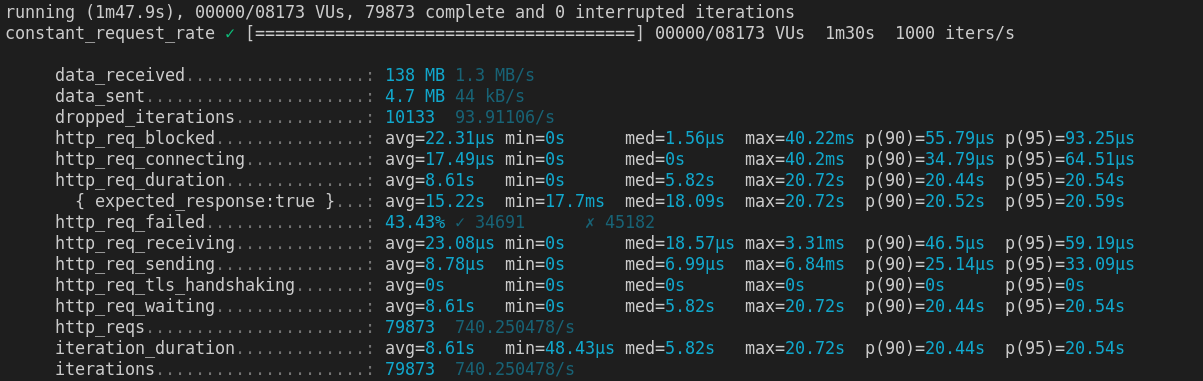 running (1m47.9s), 00000/08173 VUs, 79873 complete and 0 interrupted iterations
constant_request_rate ✓ [======================================] 00000/08173 VUs  1m30s  1000 iters/s
data_received..................: 138 MB 1.3 MB/s
data_sent......................: 4.7 MB 44 kB/s
dropped_iterations.............: 10133  93.91106/s
http_req_blocked...............: avg=22.31µs min=0s      med=1.56µs  max=40.22ms p(90)=55.79µs p(95)=93.25µs
http_req_connecting............: avg=17.49µs min=0s      med=0s      max=40.2ms  p(90)=34.79µs p(95)=64.51µs
http_req_duration..............: avg=8.61s   min=0s      med=5.82s   max=20.72s  p(90)=20.44s  p(95)=20.54s
{ expected_response:true }...: avg=15.22s  min=17.7ms  med=18.09s  max=20.72s  p(90)=20.52s  p(95)=20.59s
http_req_failed................: 43.43% ✓ 34691      ✗ 45182
http_req_receiving.............: avg=23.08µs min=0s      med=18.57µs max=3.31ms  p(90)=46.5µs  p(95)=59.19µs
http_req_sending...............: avg=8.78µs  min=0s      med=6.99µs  max=6.84ms  p(90)=25.14µs p(95)=33.09µs
http_req_tls_handshaking.......: avg=0s      min=0s      med=0s      max=0s      p(90)=0s      p(95)=0s
http_req_waiting...............: avg=8.61s   min=0s      med=5.82s   max=20.72s  p(90)=20.44s  p(95)=20.54s
http_reqs......................: 79873  740.250478/s
iteration_duration.............: avg=8.61s   min=48.43µs med=5.82s   max=20.72s  p(90)=20.44s  p(95)=20.54s
iterations.....................: 79873  740.250478/s